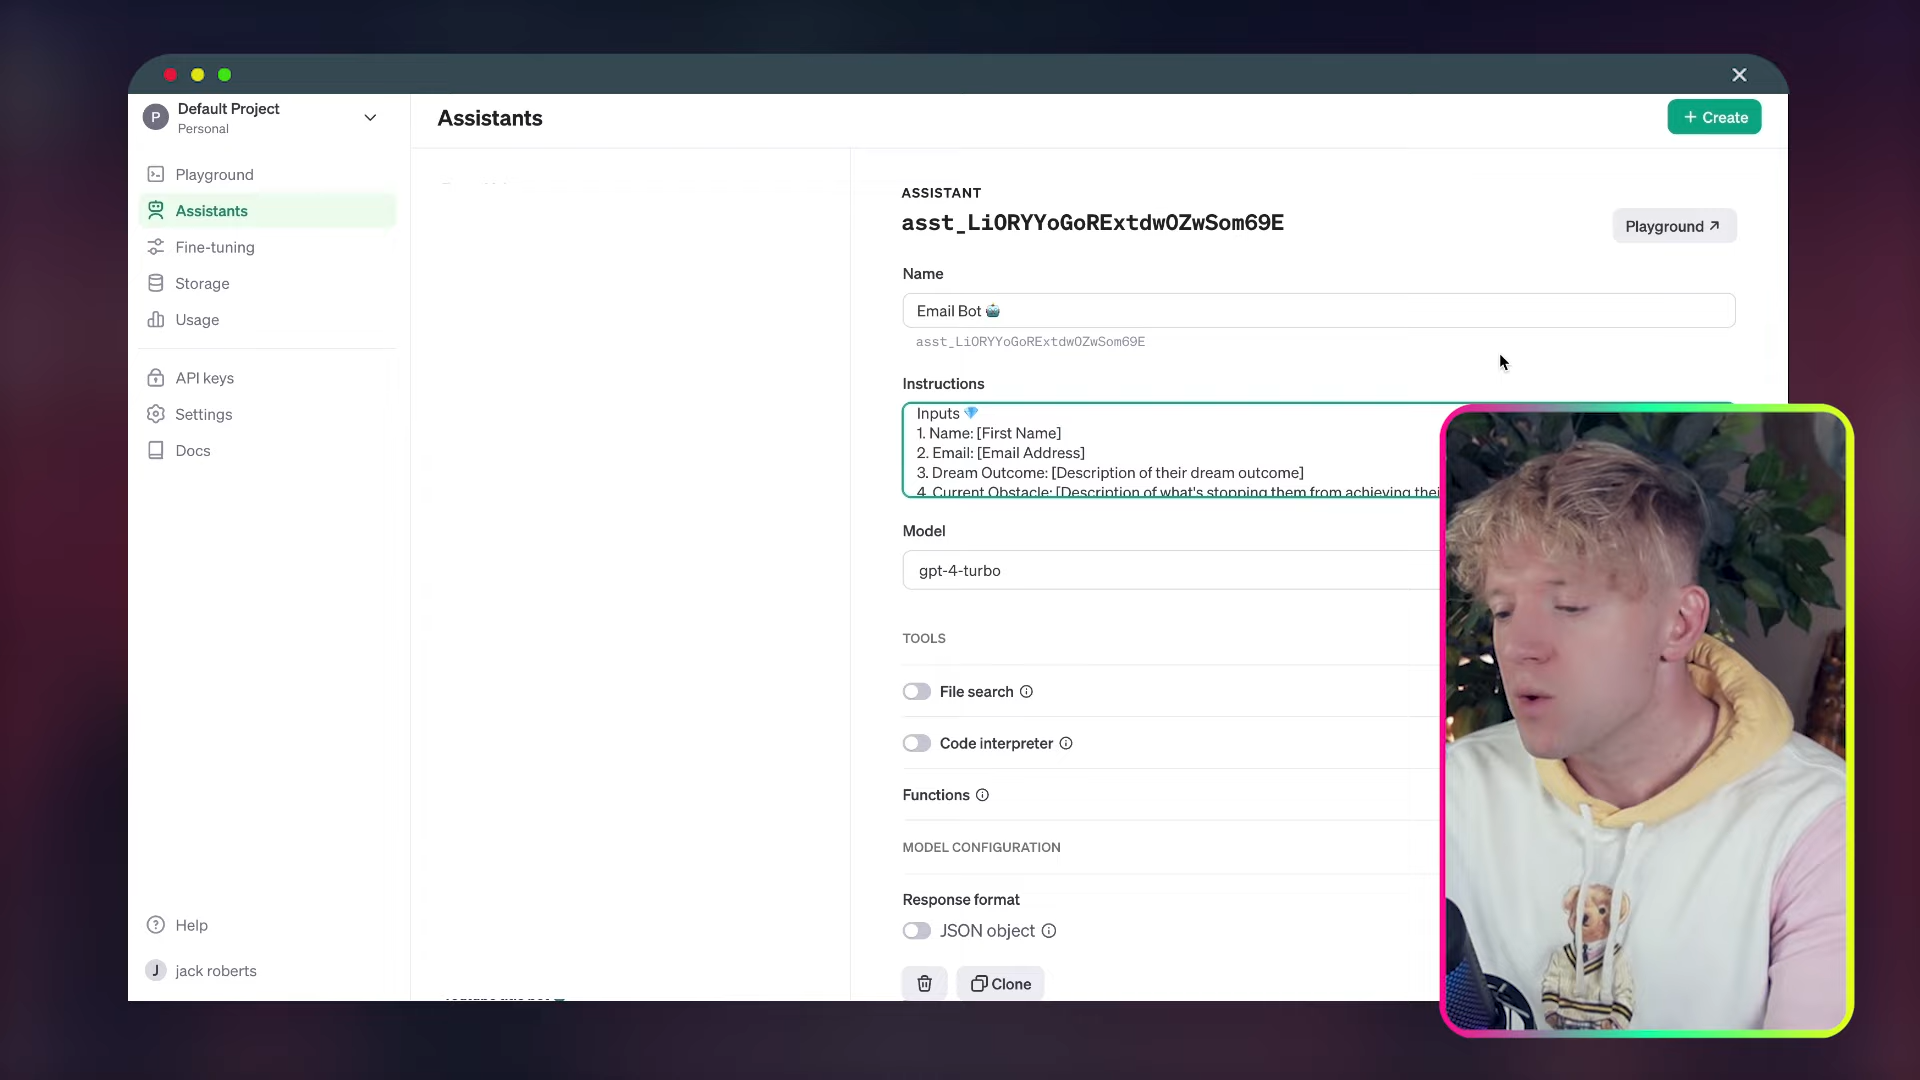 P
Default Project
Personal
Playground
Assistants
Fine-tuning
Storage
Usage
API keys
Settings
Docs
Help
J
jack roberts
Assistants
+ Create
ASSISTANT
asst_LiORYYoGoRExtdwOZwSom69E
Playground ↗
Name
Email Bot 🤖
asst_LiORYYoGoRExtdwOZwSom69E
Instructions
Inputs 💎
1. Name: [First Name]
2. Email: [Email Address]
3. Dream Outcome: [Description of their dream outcome]
4. Current Obstacle: [Description of what's stopping them from achieving thei
Model
gpt-4-turbo
TOOLS
File search
Code interpreter
Functions
MODEL CONFIGURATION
Response format
JSON object
Clone